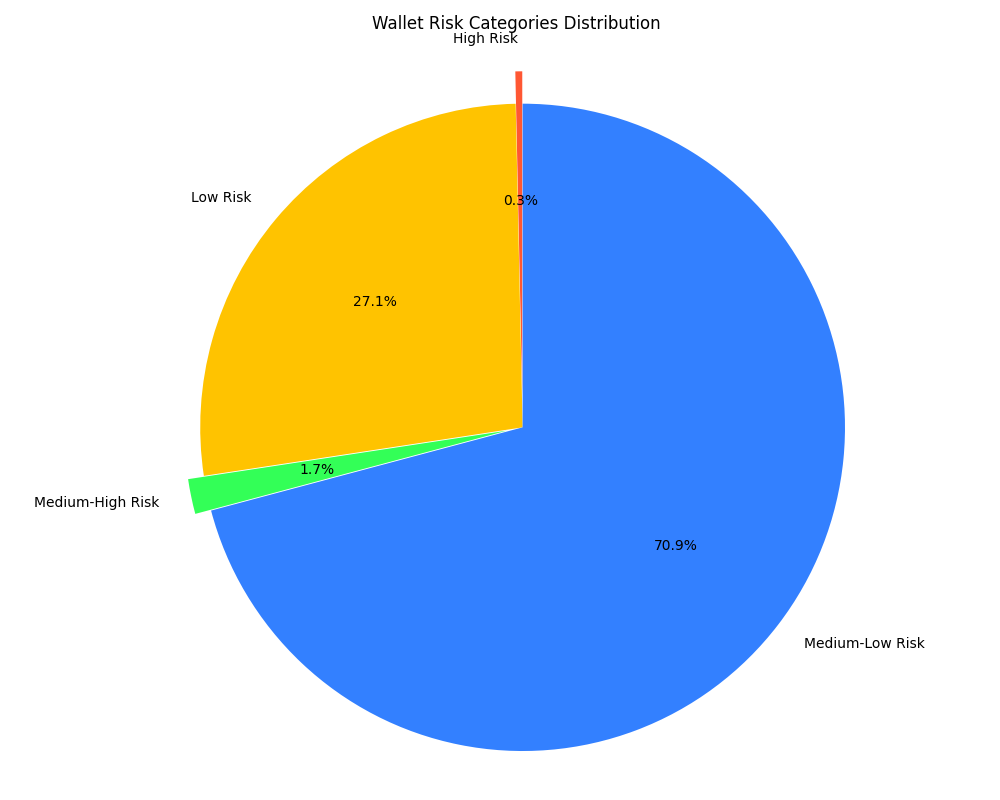 Wallet Risk Categories Distribution
High Risk
Low Risk
0.3%
27.1%
1.7%
Medium-High Risk
70.9%
Medium-Low Risk